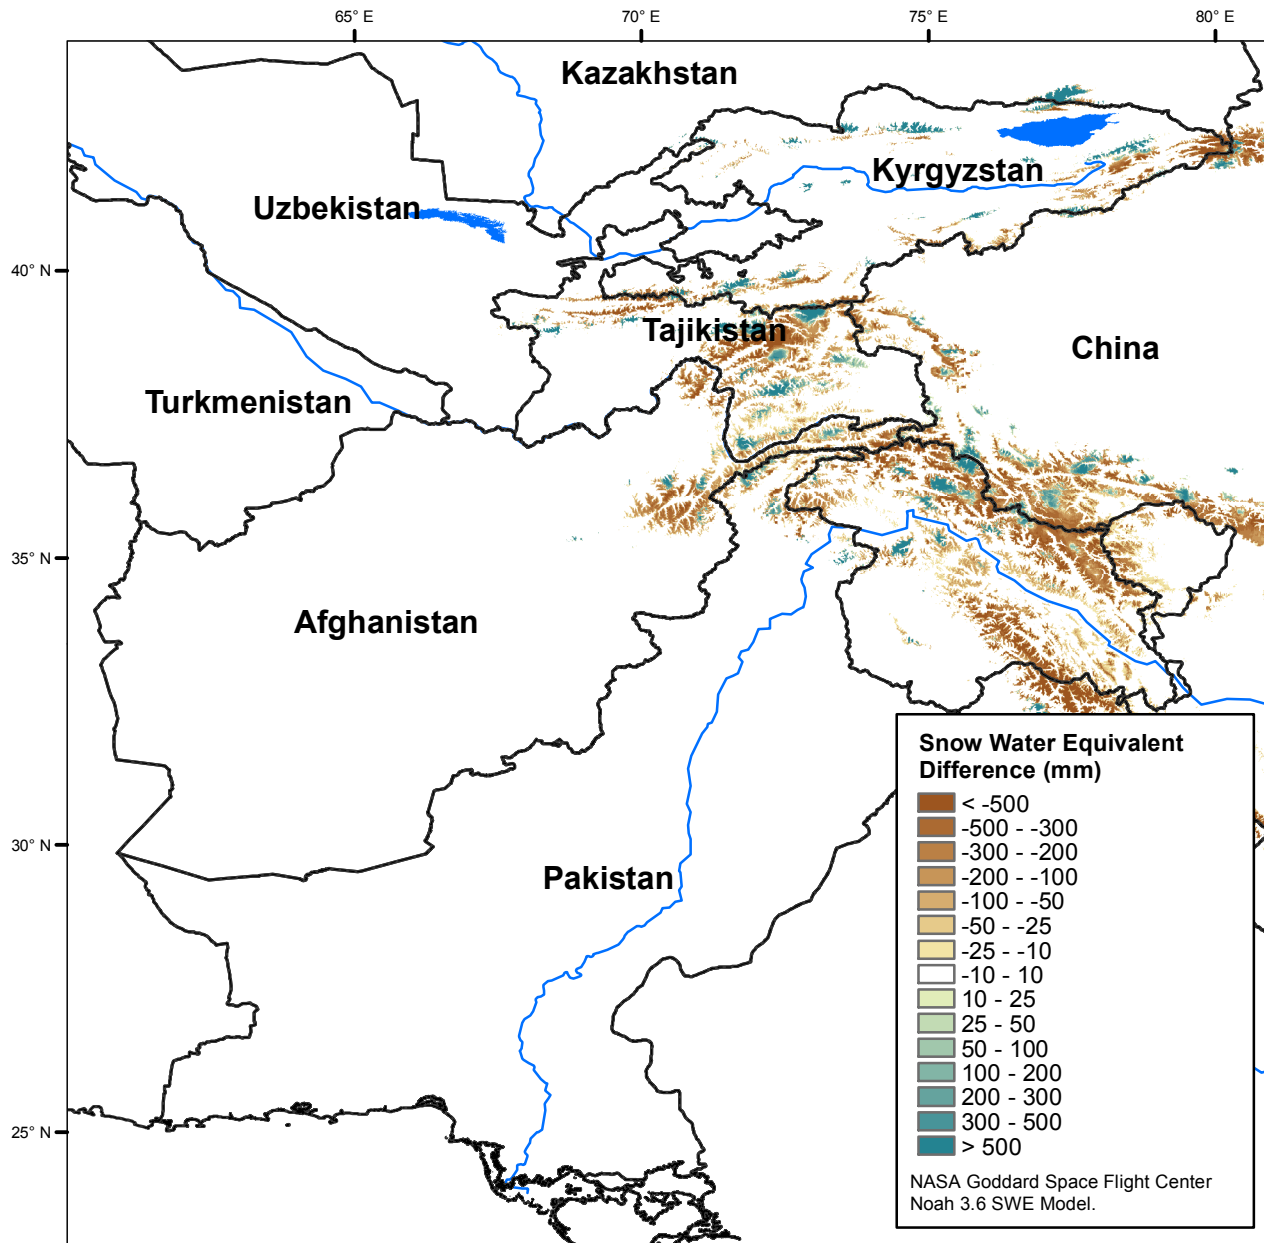 65° E
70° E
75° E
80° E
Kazakhstan
Kyrgyzstan
Uzbekistan
40° N
Tajikistan
China
Turkmenistan
35° N
Afghanistan
Snow Water Equivalent
Difference (mm)
< -500
-500 - -300
-300 - -200
-200 - -100
-100 - -50
-50 - -25
-25 - -10
-10 - 10
10 - 25
25 - 50
50 - 100
100 - 200
200 - 300
300 - 500
> 500
NASA Goddard Space Flight Center
Noah 3.6 SWE Model.
30° N
Pakistan
25° N